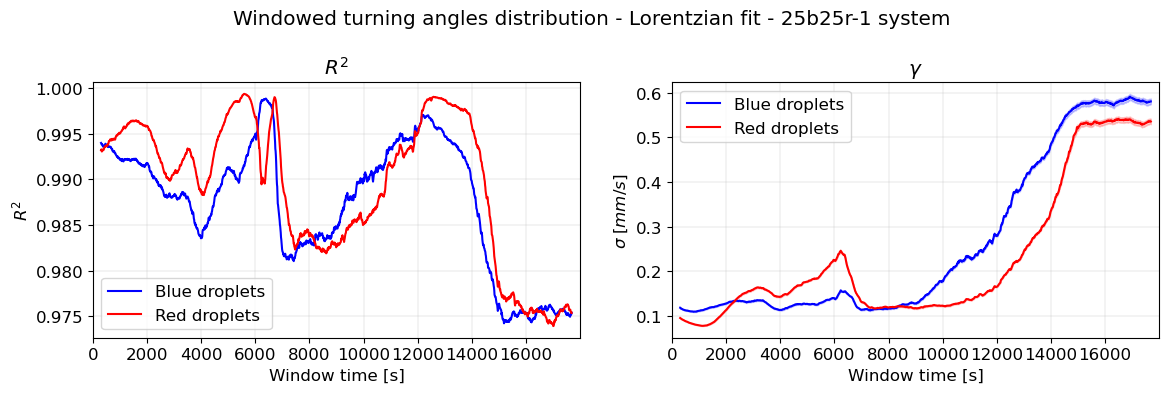 Windowed turning angles distribution - Lorentzian fit - 25b25r-1 system
R²
1.000
0.995
0.990
0.985
0.980
0.975
R²
Blue droplets
Red droplets
0 2000 4000 6000 8000 10000 12000 14000 16000
Window time [s]
γ
0.6
0.5
0.4
0.3
0.2
0.1
σ [mm/s]
Blue droplets
Red droplets
0 2000 4000 6000 8000 10000 12000 14000 16000
Window time [s]